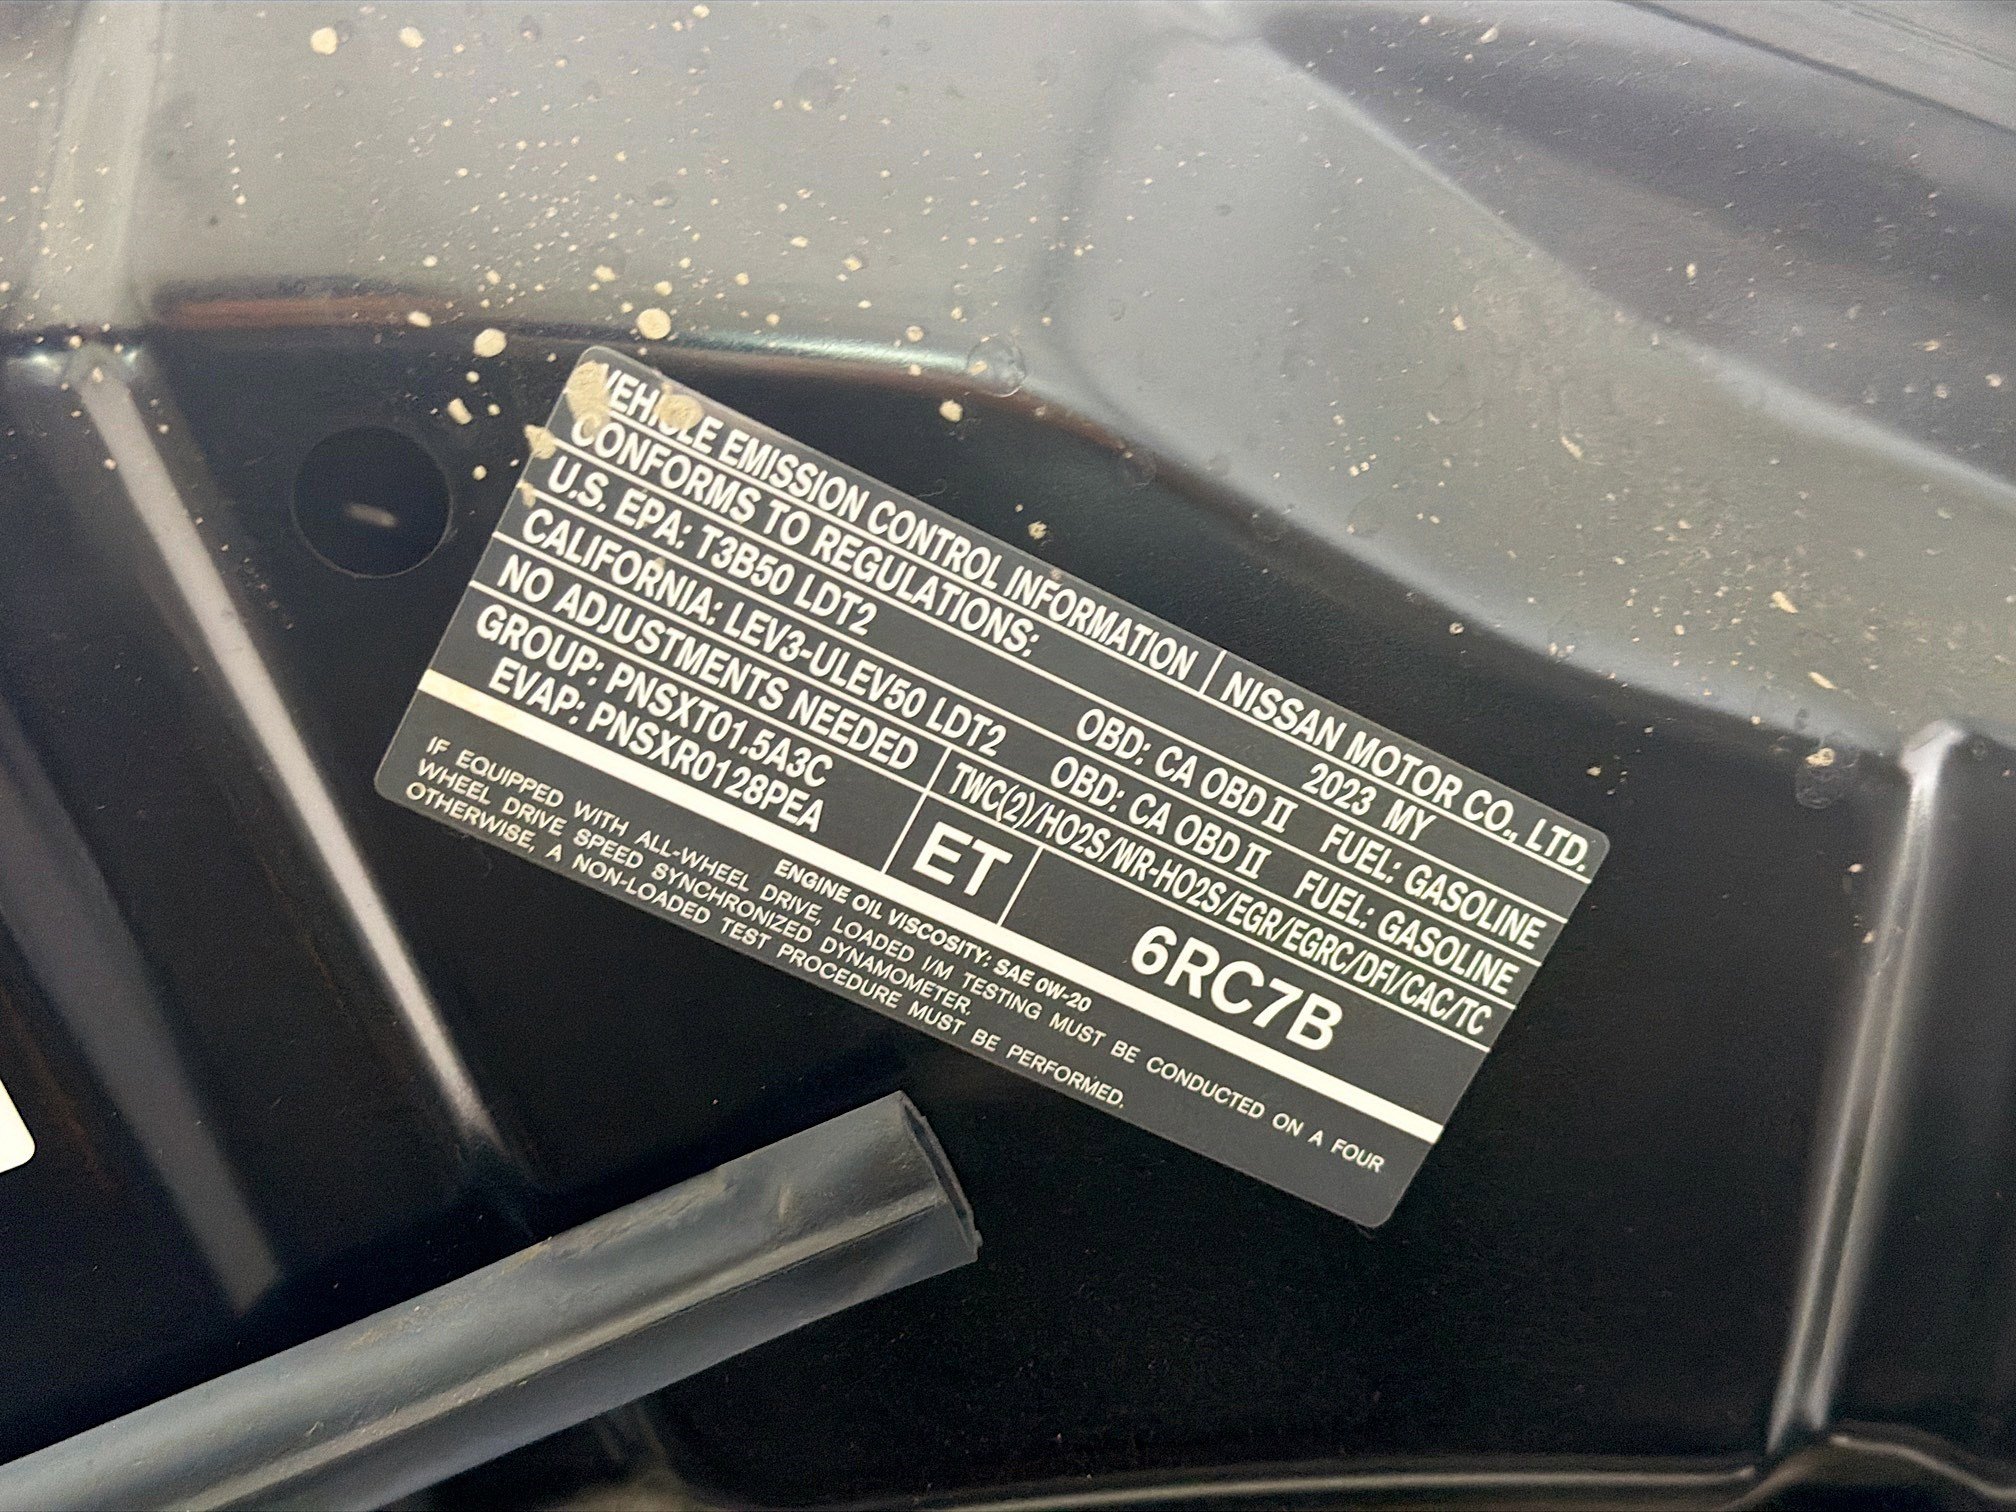 VEHICLE EMISSION CONTROL INFORMATION NISSAN MOTOR CO., LTD.
CONFORMS TO REGULATIONS: 2023 MY
U.S. EPA: T3B50 LDT2 OBD: CA OBD II FUEL: GASOLINE
CALIFORNIA: LEV3-ULEV50 LDT2 OBD: CA OBD II FUEL: GASOLINE
NO ADJUSTMENTS NEEDED TWC(2)/HO2S/WR-HO2S/EGR/EGRC/DFI/CAC/TC
GROUP: PNSXT01.5A3C
EVAP: PNSXR0128PEA
ET
6RC7B
ENGINE OIL VISCOSITY: SAE 0W-20
IF EQUIPPED WITH ALL-WHEEL DRIVE, LOADED I/M TESTING MUST BE CONDUCTED ON A FOUR
WHEEL DRIVE SPEED SYNCHRONIZED DYNAMOMETER.
OTHERWISE, A NON-LOADED TEST PROCEDURE MUST BE PERFORMED.